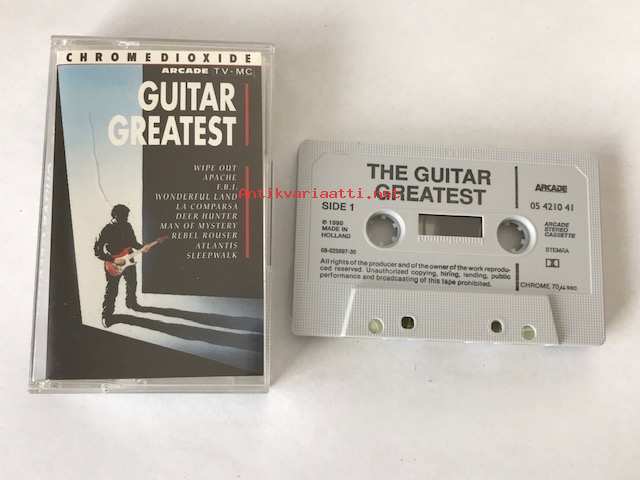 CHROMEDIOXIDE
ARCADE TV-MC
GUITAR
GREATEST
WIPE OUT
APACHE
F.B.I.
WONDERFUL LAND
LA COMPARSA
DEER HUNTER
MAN OF MYSTERY
REBEL ROUSER
ATLANTIS
SLEEPWALK
Antikvariaatti.net
THE GUITAR
GREATEST
SIDE 1
℗ 1990
MADE IN
HOLLAND
ARCADE
05 4210 41
ARCADE
STEREO
CASSETTE
STEMRA
All rights of the producer and of the owner of the work reprodu-
ced reserved. Unauthorized copying, hiring, lending, public
performance and broadcasting of this tape prohibited.
CHROME 70